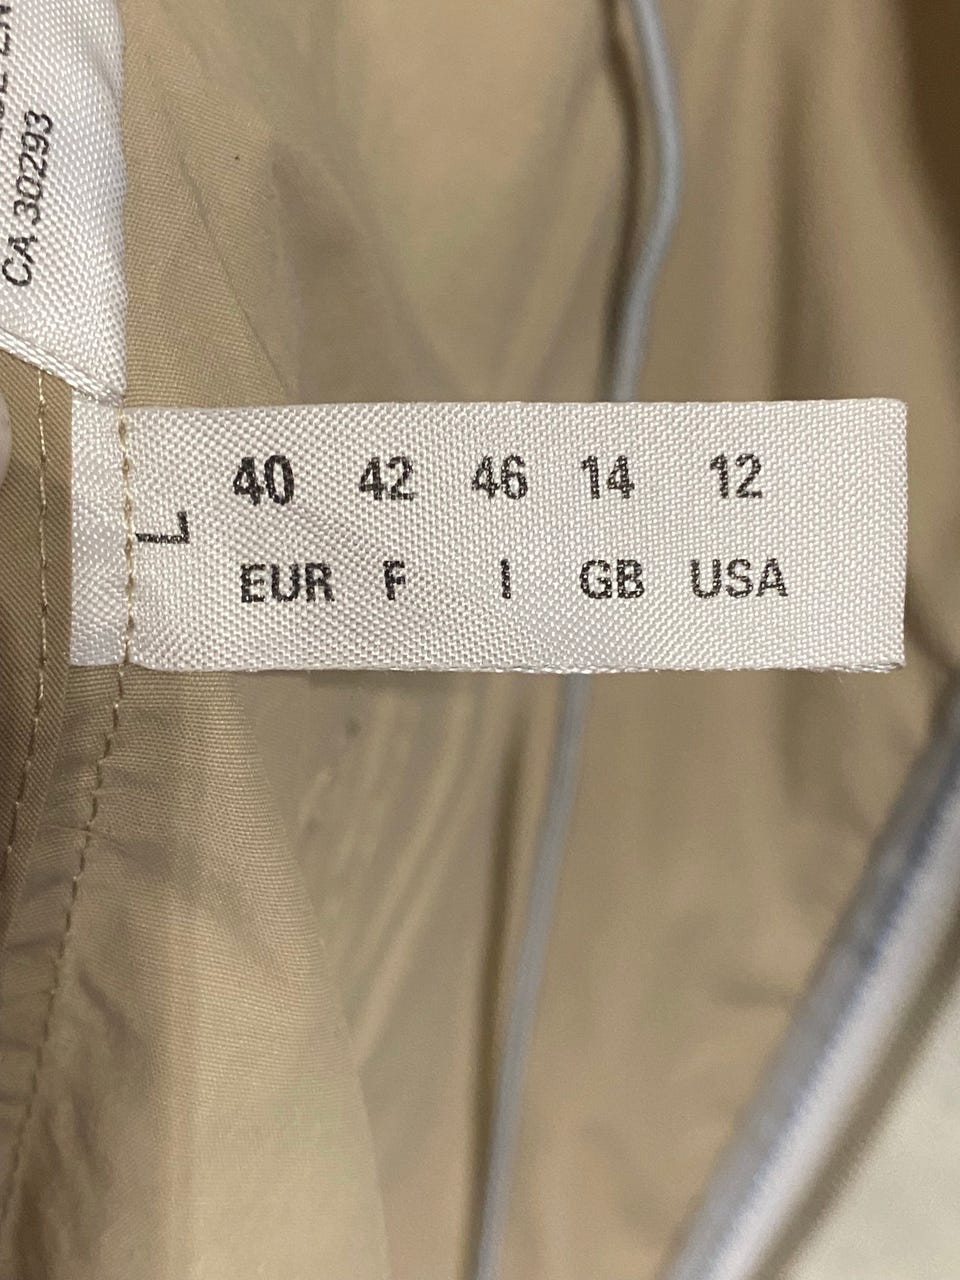 CA 30293
40 42 46 14 12
L
EUR F I GB USA